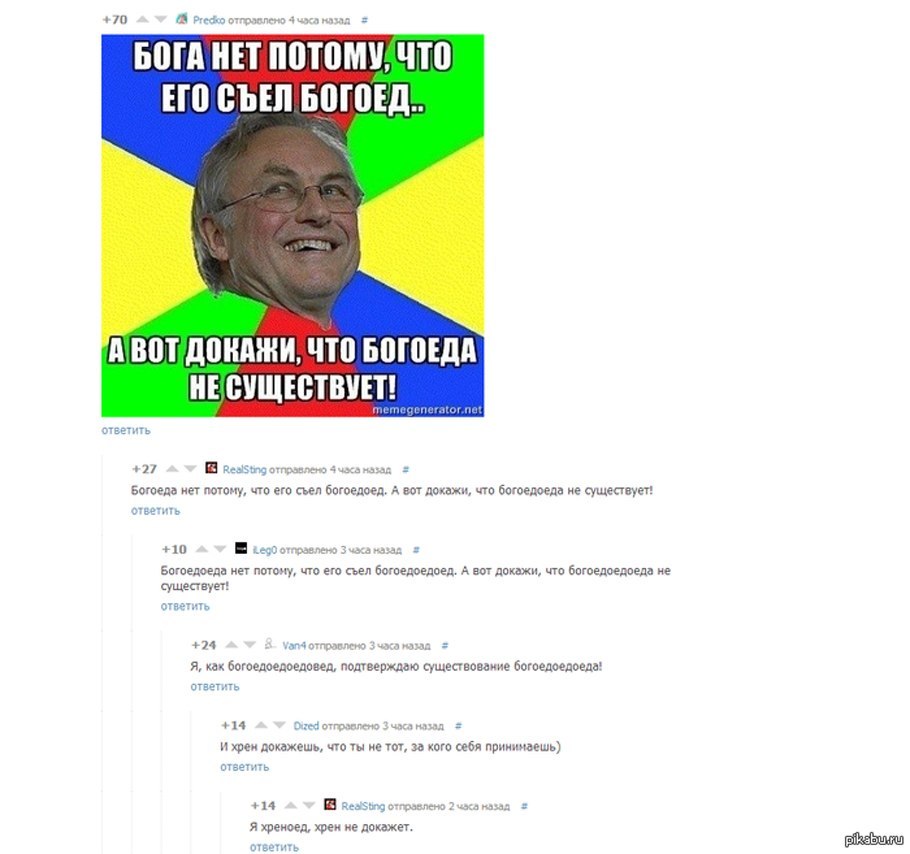 +70 Predko отправлено 4 часа назад #
БОГА НЕТ ПОТОМУ, ЧТО
ЕГО СЪЕЛ БОГОЕД..
А ВОТ ДОКАЖИ, ЧТО БОГОЕДА
НЕ СУЩЕСТВУЕТ!
memegenerator.net
ответить
+27 RealSting отправлено 4 часа назад #
Богоеда нет потому, что его съел богоедоед. А вот докажи, что богоедоеда не существует!
ответить
+10 iLeg0 отправлено 3 часа назад #
Богоедоеда нет потому, что его съел богоедоедоед. А вот докажи, что богоедоедоеда не
существует!
ответить
+24 Van4 отправлено 3 часа назад #
Я, как богоедоедоедовед, подтверждаю существование богоедоедоеда!
ответить
+14 Dized отправлено 3 часа назад #
И хрен докажешь, что ты не тот, за кого себя принимаешь)
ответить
+14 RealSting отправлено 2 часа назад #
Я хреноед, хрен не докажет.
ответить
pikabu.ru